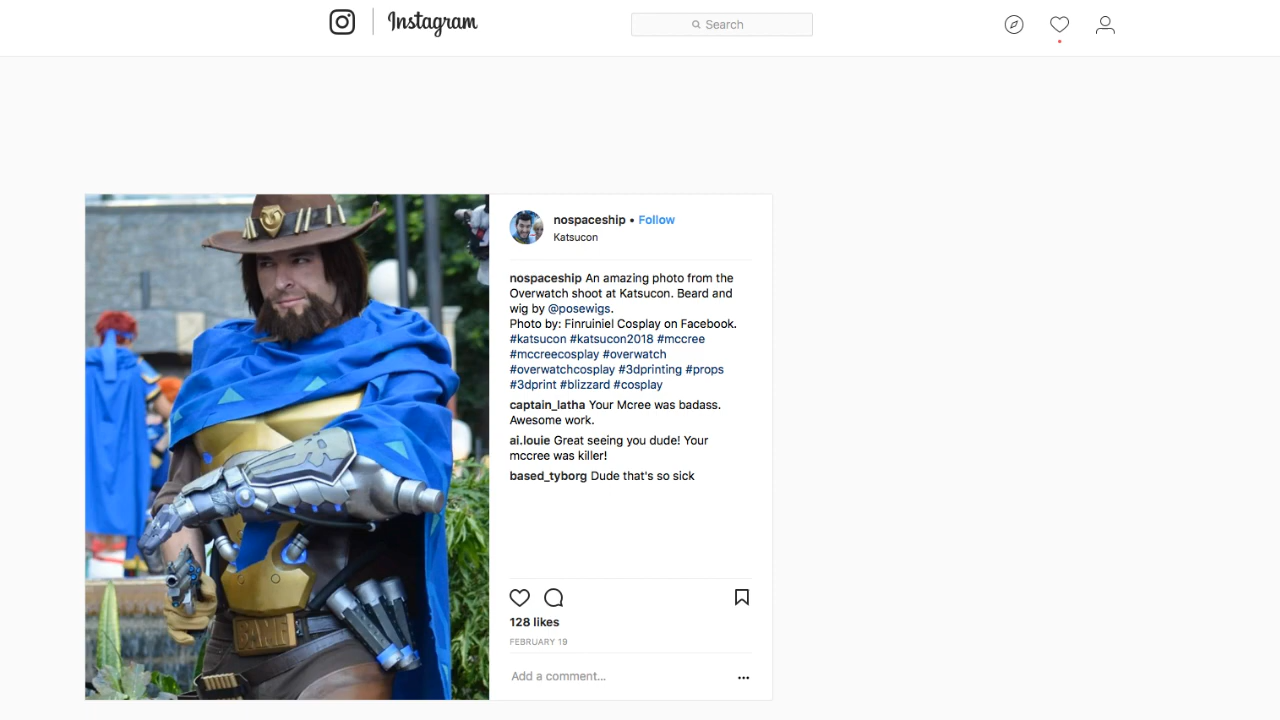 Instagram
Search
nospaceship • Follow
Katsucon
nospaceship An amazing photo from the
Overwatch shoot at Katsucon. Beard and
wig by @posewigs.
Photo by: Finruiniel Cosplay on Facebook.
#katsucon #katsucon2018 #mccree
#mccreecosplay #overwatch
#overwatchcosplay #3dprinting #props
#3dprint #blizzard #cosplay
captain_latha Your Mcree was badass.
Awesome work.
ai.louie Great seeing you dude! Your
mccree was killer!
based_tyborg Dude that's so sick
128 likes
FEBRUARY 19
Add a comment...
BAMF